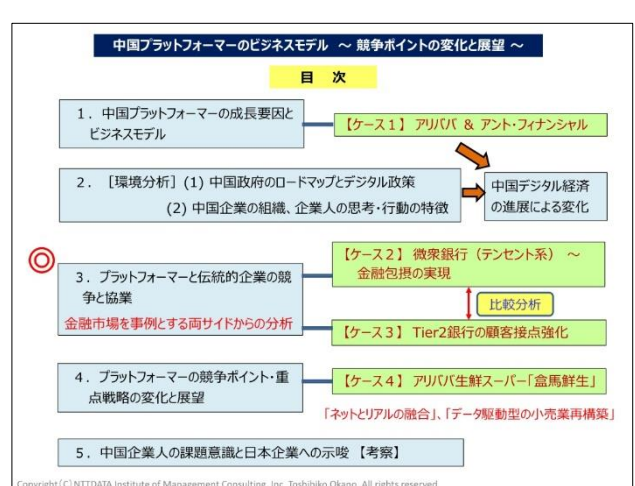 中国プラットフォーマーのビジネスモデル ～ 競争ポイントの変化と展望 ～
目 次
1．中国プラットフォーマーの成長要因と
ビジネスモデル
【ケース1】 アリババ & アント・フィナンシャル
2．［環境分析］(1) 中国政府のロードマップとデジタル政策
(2) 中国企業の組織、企業人の思考・行動の特徴
中国デジタル経済
の進展による変化
◎
3．プラットフォーマーと伝統的企業の競
争と協業
金融市場を事例とする両サイドからの分析
【ケース2】 微衆銀行（テンセント系） ～
金融包摂の実現
比較分析
【ケース3】 Tier2銀行の顧客接点強化
4．プラットフォーマーの競争ポイント・重
点戦略の変化と展望
【ケース4】 アリババ生鮮スーパー「盒馬鮮生」
「ネットとリアルの融合」、「データ駆動型の小売業再構築」
5．中国企業人の課題意識と日本企業への示唆 【考察】
Copyright（C）NTTDATA Institute of Management Consulting, Inc. Toshihiko Okano, All rights reserved